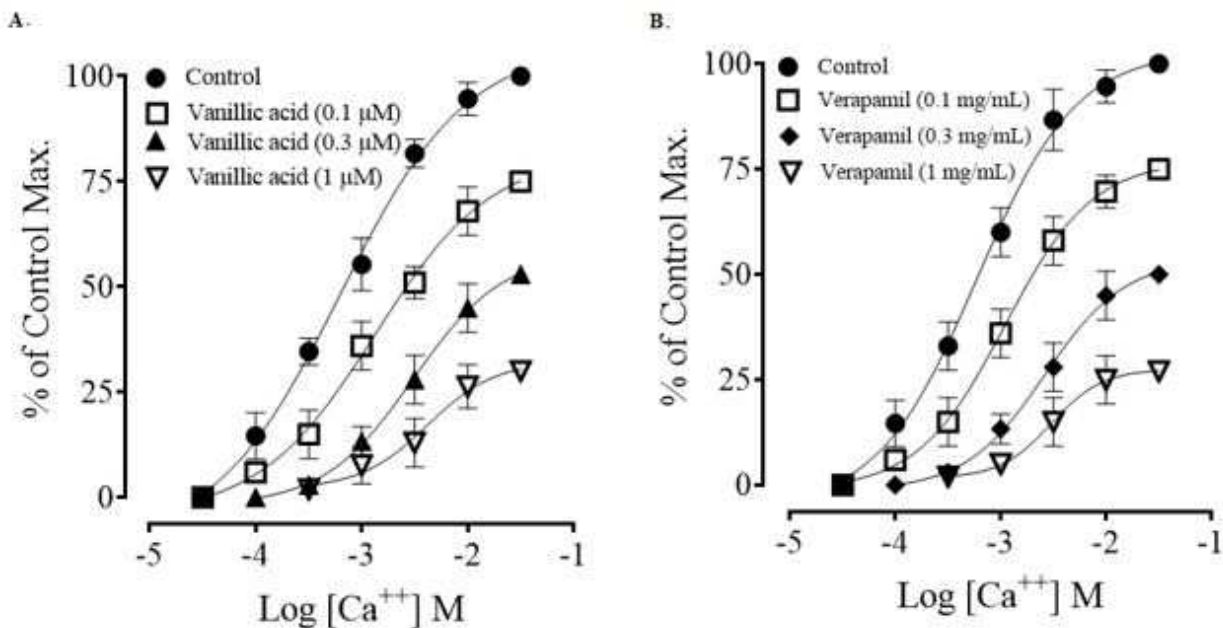 A.
% of Control Max.
100
75
50
25
0
Control
Vanillic acid (0.1 μM)
Vanillic acid (0.3 μM)
Vanillic acid (1 μM)
-5 -4 -3 -2 -1
Log [Ca⁺⁺] M
B.
% of Control Max.
100
75
50
25
0
Control
Verapamil (0.1 mg/mL)
Verapamil (0.3 mg/mL)
Verapamil (1 mg/mL)
-5 -4 -3 -2 -1
Log [Ca⁺⁺] M